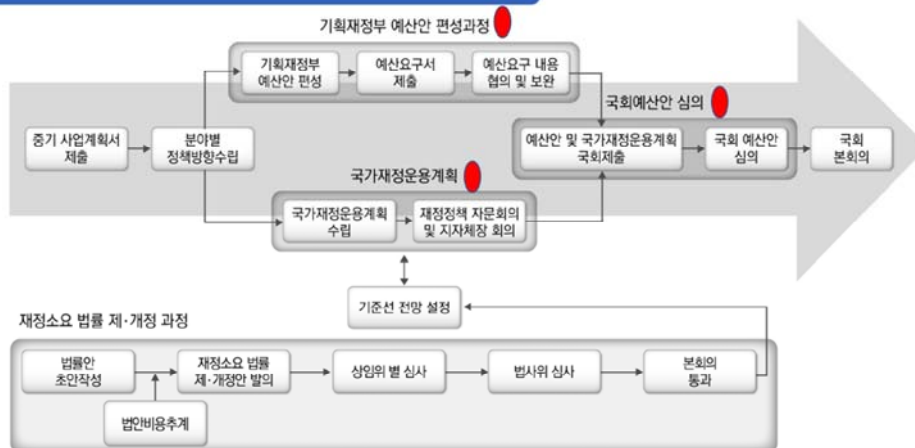 기획재정부 예산안 편성과정
기획재정부
예산안 편성
예산요구서
제출
예산요구 내용
협의 및 보완
국회예산안 심의
중기 사업계획서
제출
분야별
정책방향수립
예산안 및 국가재정운용계획
국회제출
국회 예산안
심의
국회
본회의
국가재정운용계획
국가재정운용계획
수립
재정정책 자문회의
및 지자체장 회의
기준선 전망 설정
재정소요 법률 제·개정 과정
법률안
초안작성
재정소요 법률
제·개정안 발의
상임위 별 심사
법사위 심사
본회의
통과
법안비용추계